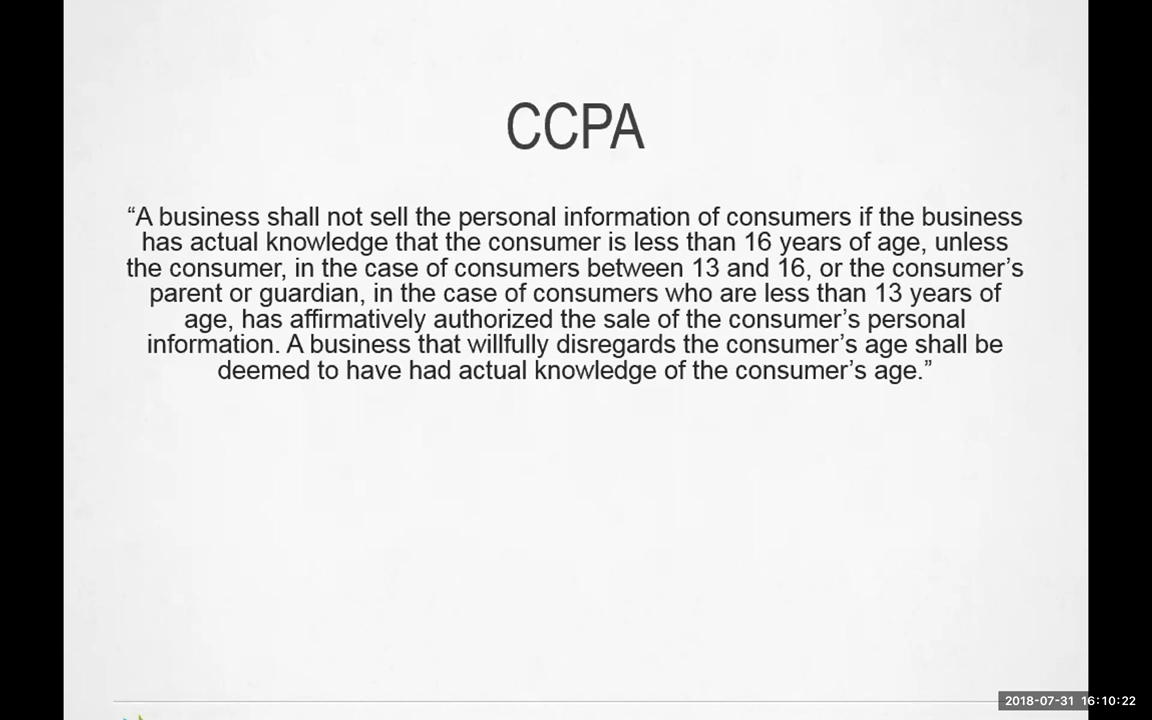 CCPA
“A business shall not sell the personal information of consumers if the business
has actual knowledge that the consumer is less than 16 years of age, unless
the consumer, in the case of consumers between 13 and 16, or the consumer’s
parent or guardian, in the case of consumers who are less than 13 years of
age, has affirmatively authorized the sale of the consumer’s personal
information. A business that willfully disregards the consumer’s age shall be
deemed to have had actual knowledge of the consumer’s age.”
2018-07-31 16:10:22